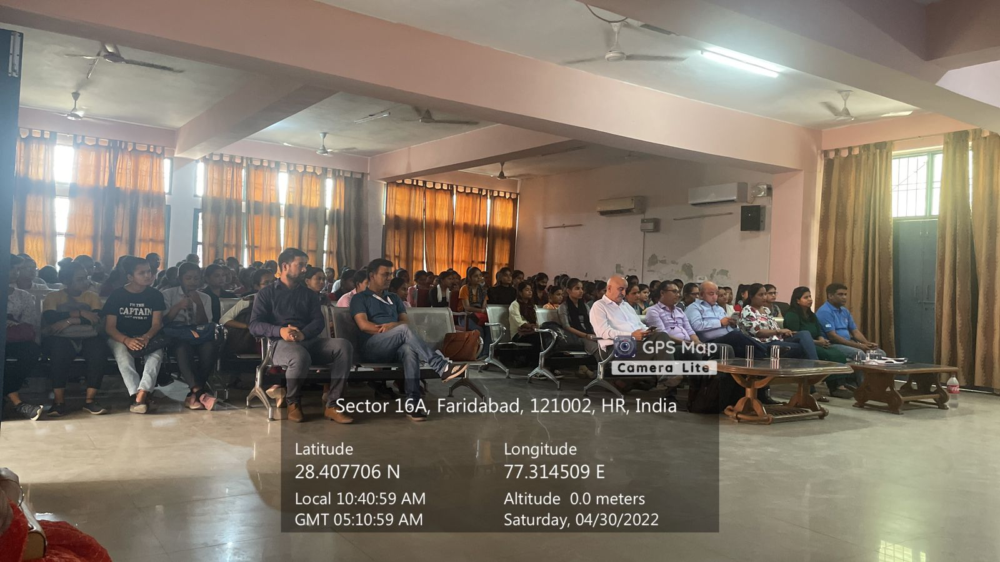 I'M THE
CAPTAIN
GPS Map
Camera Lite
Sector 16A, Faridabad, 121002, HR, India
Latitude
28.407706 N
Longitude
77.314509 E
Local 10:40:59 AM
GMT 05:10:59 AM
Altitude 0.0 meters
Saturday, 04/30/2022